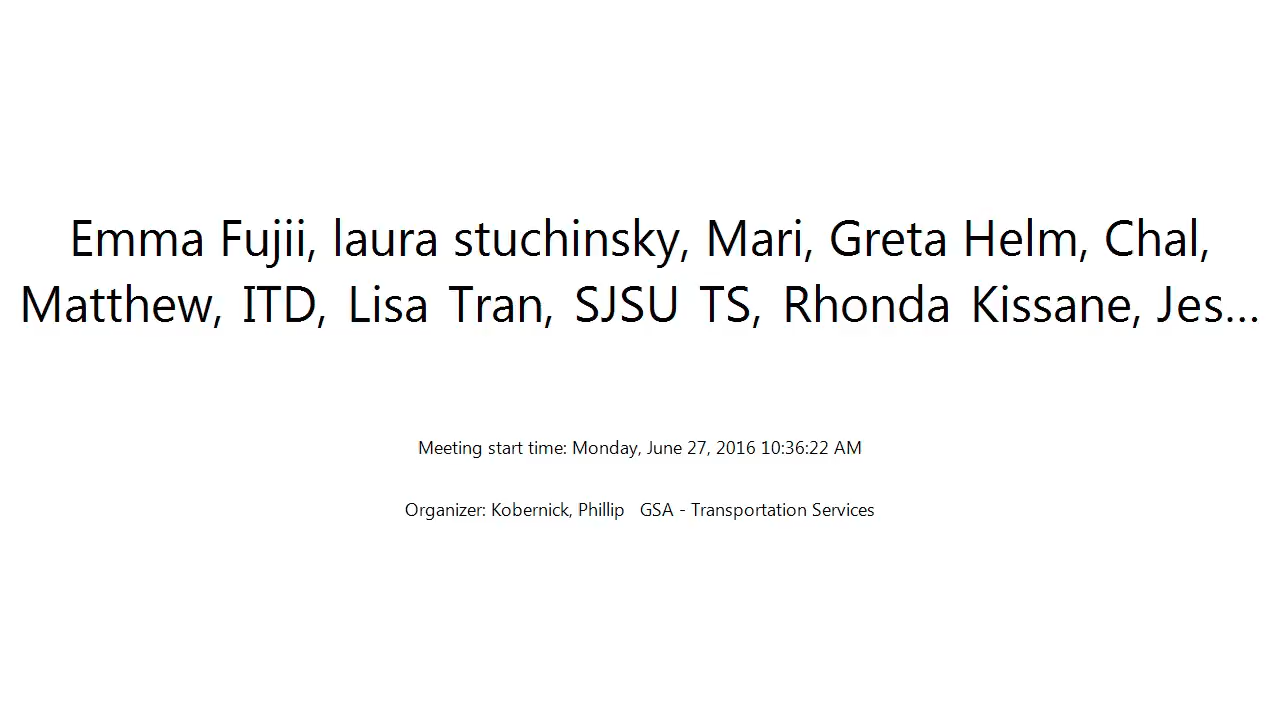 Emma Fujii, laura stuchinsky, Mari, Greta Helm, Chal,
Matthew, ITD, Lisa Tran, SJSU TS, Rhonda Kissane, Jes...
Meeting start time: Monday, June 27, 2016 10:36:22 AM
Organizer: Kobernick, Phillip   GSA - Transportation Services